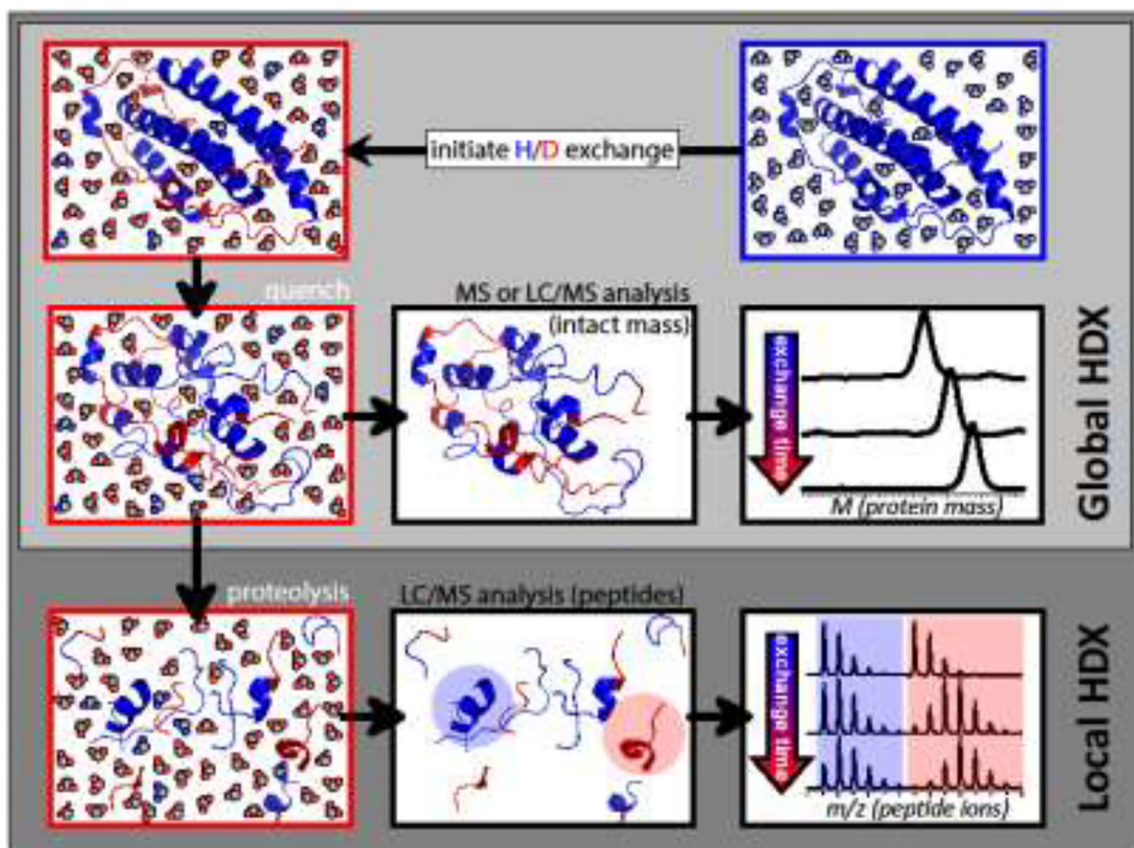 initiate H/D exchange
quench
MS or LC/MS analysis
(intact mass)
exchange time
M (protein mass)
Global HDX
proteolysis
LC/MS analysis (peptides)
exchange time
m/z (peptide ions)
Local HDX